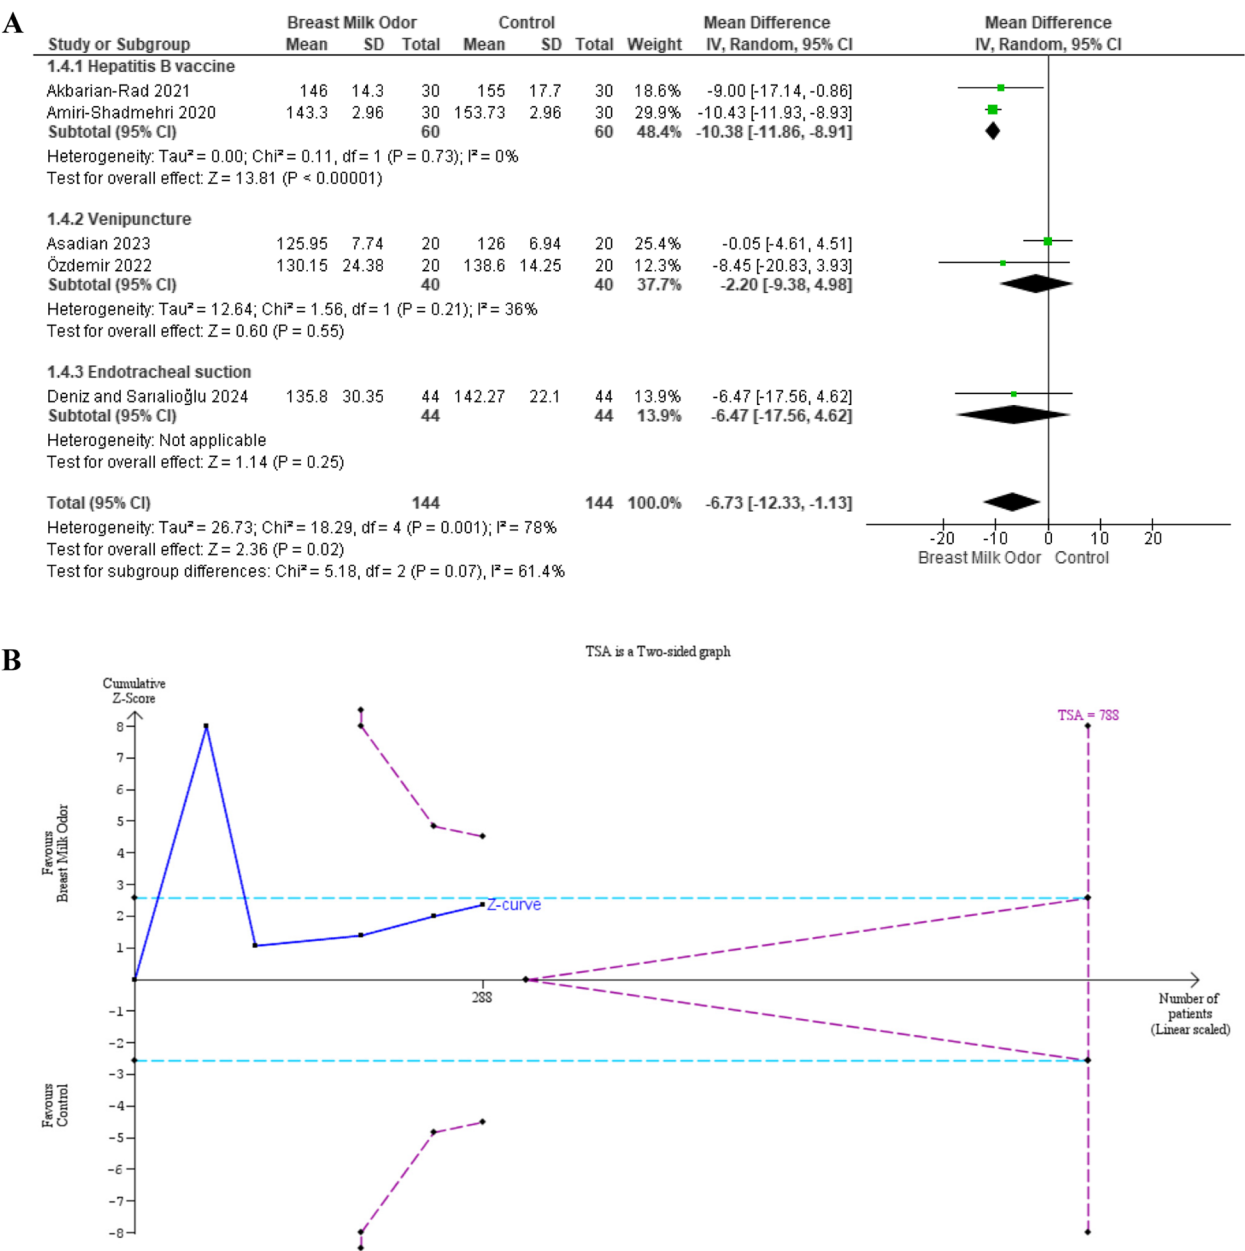 A
Breast Milk Odor Control Mean Difference Mean Difference
Study or Subgroup Mean SD Total Mean SD Total Weight IV, Random, 95% CI IV, Random, 95% CI
1.4.1 Hepatitis B vaccine
Akbarian-Rad 2021 146 14.3 30 155 17.7 30 18.6% -9.00 [-17.14, -0.86]
Amiri-Shadmehri 2020 143.3 2.96 30 153.73 2.96 30 29.9% -10.43 [-11.93, -8.93]
Subtotal (95% CI) 60 60 48.4% -10.38 [-11.86, -8.91]
Heterogeneity: Tau² = 0.00; Chi² = 0.11, df = 1 (P = 0.73); I² = 0%
Test for overall effect: Z = 13.81 (P < 0.00001)
1.4.2 Venipuncture
Asadian 2023 125.95 7.74 20 126 6.94 20 25.4% -0.05 [-4.61, 4.51]
Özdemir 2022 130.15 24.38 20 138.6 14.25 20 12.3% -8.45 [-20.83, 3.93]
Subtotal (95% CI) 40 40 37.7% -2.20 [-9.38, 4.98]
Heterogeneity: Tau² = 12.64; Chi² = 1.56, df = 1 (P = 0.21); I² = 36%
Test for overall effect: Z = 0.60 (P = 0.55)
1.4.3 Endotracheal suction
Deniz and Sarıalioğlu 2024 135.8 30.35 44 142.27 22.1 44 13.9% -6.47 [-17.56, 4.62]
Subtotal (95% CI) 44 44 13.9% -6.47 [-17.56, 4.62]
Heterogeneity: Not applicable
Test for overall effect: Z = 1.14 (P = 0.25)
Total (95% CI) 144 144 100.0% -6.73 [-12.33, -1.13]
Heterogeneity: Tau² = 26.73; Chi² = 18.29, df = 4 (P = 0.001); I² = 78%
Test for overall effect: Z = 2.36 (P = 0.02)
Test for subgroup differences: Chi² = 5.18, df = 2 (P = 0.07), I² = 61.4%
-20 -10 0 10 20
Breast Milk Odor Control
B
TSA is a Two-sided graph
Cumulative
Z-Score
TSA = 788
8
7
6
5
4
3
2
1
-1
-2
-3
-4
-5
-6
-7
-8
Favours
Breast Milk Odor
Favours
Control
Z-curve
288
Number of
patients
(Linear scaled)